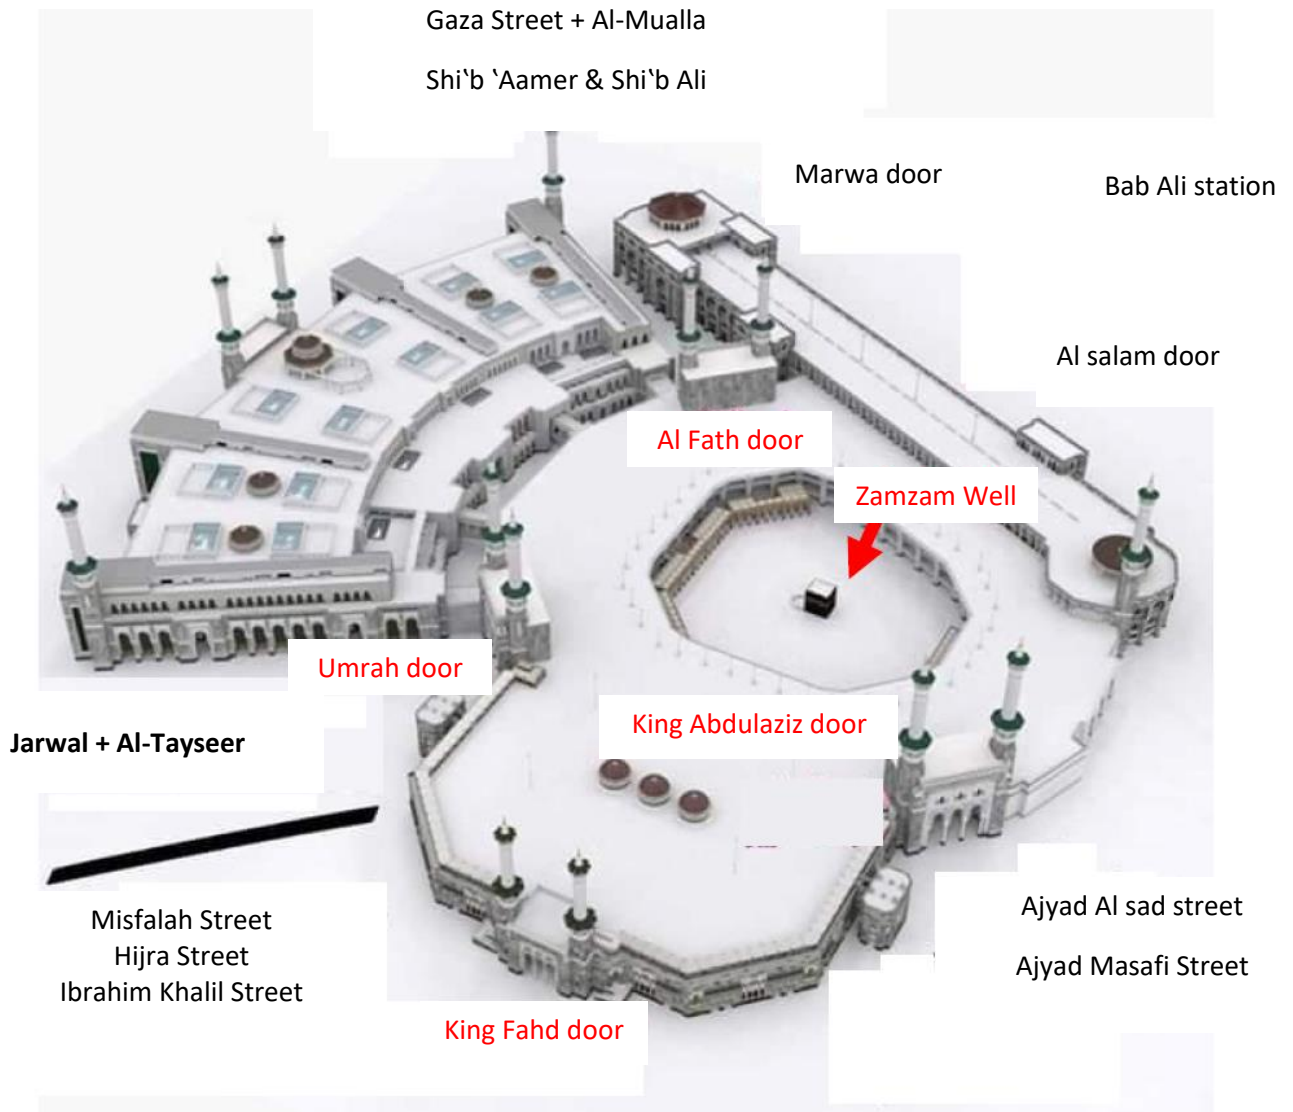 Gaza Street + Al-Mualla
Shi‛b ‛Aamer & Shi‛b Ali
Marwa door
Bab Ali station
Al salam door
Al Fath door
Zamzam Well
Umrah door
King Abdulaziz door
Jarwal + Al-Tayseer
Misfalah Street
Hijra Street
Ibrahim Khalil Street
Ajyad Al sad street
Ajyad Masafi Street
King Fahd door